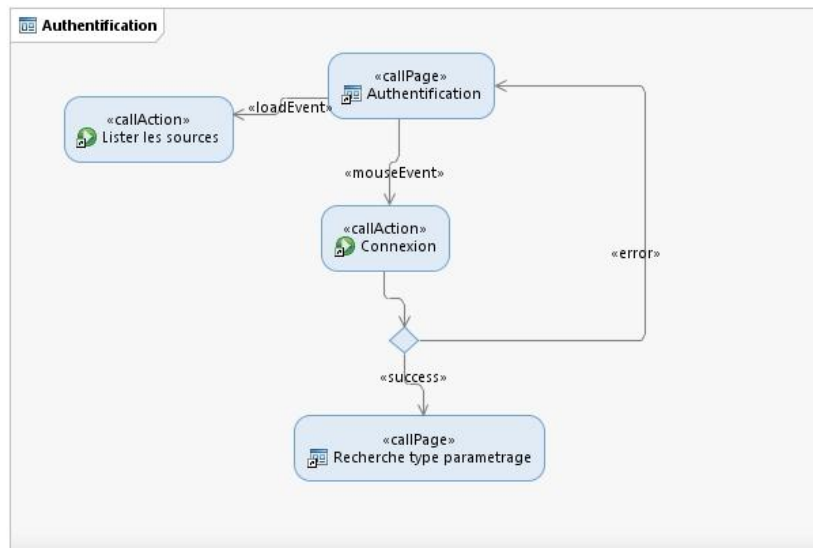 Authentification
«callPage»
Authentification
«loadEvent»
«callAction»
Lister les sources
«mouseEvent»
«callAction»
Connexion
«error»
«success»
«callPage»
Recherche type parametrage